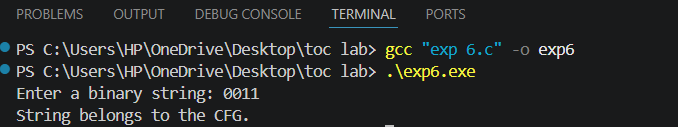 PROBLEMS OUTPUT DEBUG CONSOLE TERMINAL PORTS
PS C:\Users\HP\OneDrive\Desktop\toc lab> gcc "exp 6.c" -o exp6
PS C:\Users\HP\OneDrive\Desktop\toc lab> .\exp6.exe
Enter a binary string: 0011
String belongs to the CFG.